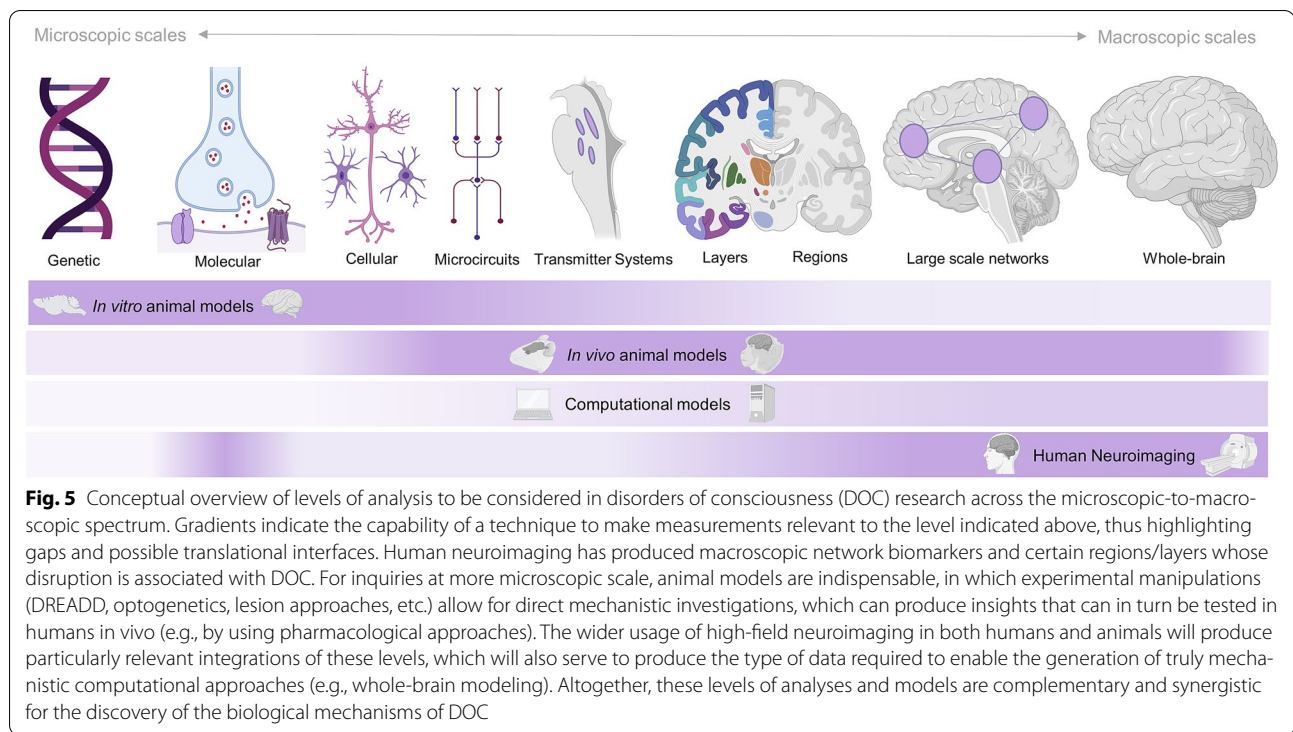 Microscopic scales Macroscopic scales
Genetic Molecular Cellular Microcircuits Transmitter Systems Layers Regions Large scale networks Whole-brain
In vitro animal models
In vivo animal models
Computational models
Human Neuroimaging
Fig. 5 Conceptual overview of levels of analysis to be considered in disorders of consciousness (DOC) research across the microscopic-to-macro-
scopic spectrum. Gradients indicate the capability of a technique to make measurements relevant to the level indicated above, thus highlighting
gaps and possible translational interfaces. Human neuroimaging has produced macroscopic network biomarkers and certain regions/layers whose
disruption is associated with DOC. For inquiries at more microscopic scale, animal models are indispensable, in which experimental manipulations
(DREADD, optogenetics, lesion approaches, etc.) allow for direct mechanistic investigations, which can produce insights that can in turn be tested in
humans in vivo (e.g., by using pharmacological approaches). The wider usage of high-field neuroimaging in both humans and animals will produce
particularly relevant integrations of these levels, which will also serve to produce the type of data required to enable the generation of truly mecha-
nistic computational approaches (e.g., whole-brain modeling). Altogether, these levels of analyses and models are complementary and synergistic
for the discovery of the biological mechanisms of DOC